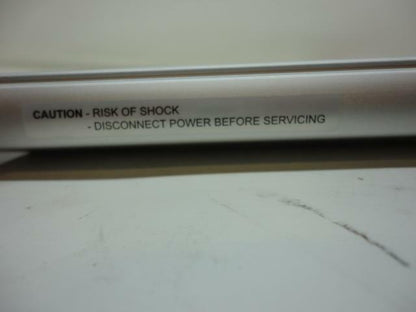 CAUTION - RISK OF SHOCK
- DISCONNECT POWER BEFORE SERVICING